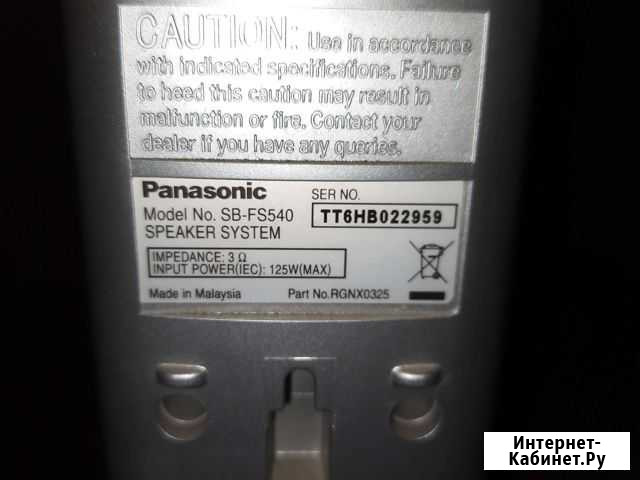 CAUTION: Use in accordance
with indicated specifications. Failure
to heed this caution may result in
malfunction or fire. Contact your
dealer if you have any queries.
Panasonic
SER NO.
Model No. SB-FS540
TT6HB022959
SPEAKER SYSTEM
IMPEDANCE: 3 Ω
INPUT POWER(IEC): 125W(MAX)
Made in Malaysia
Part No.RGNX0325
Интернет-
Кабинет.Ру